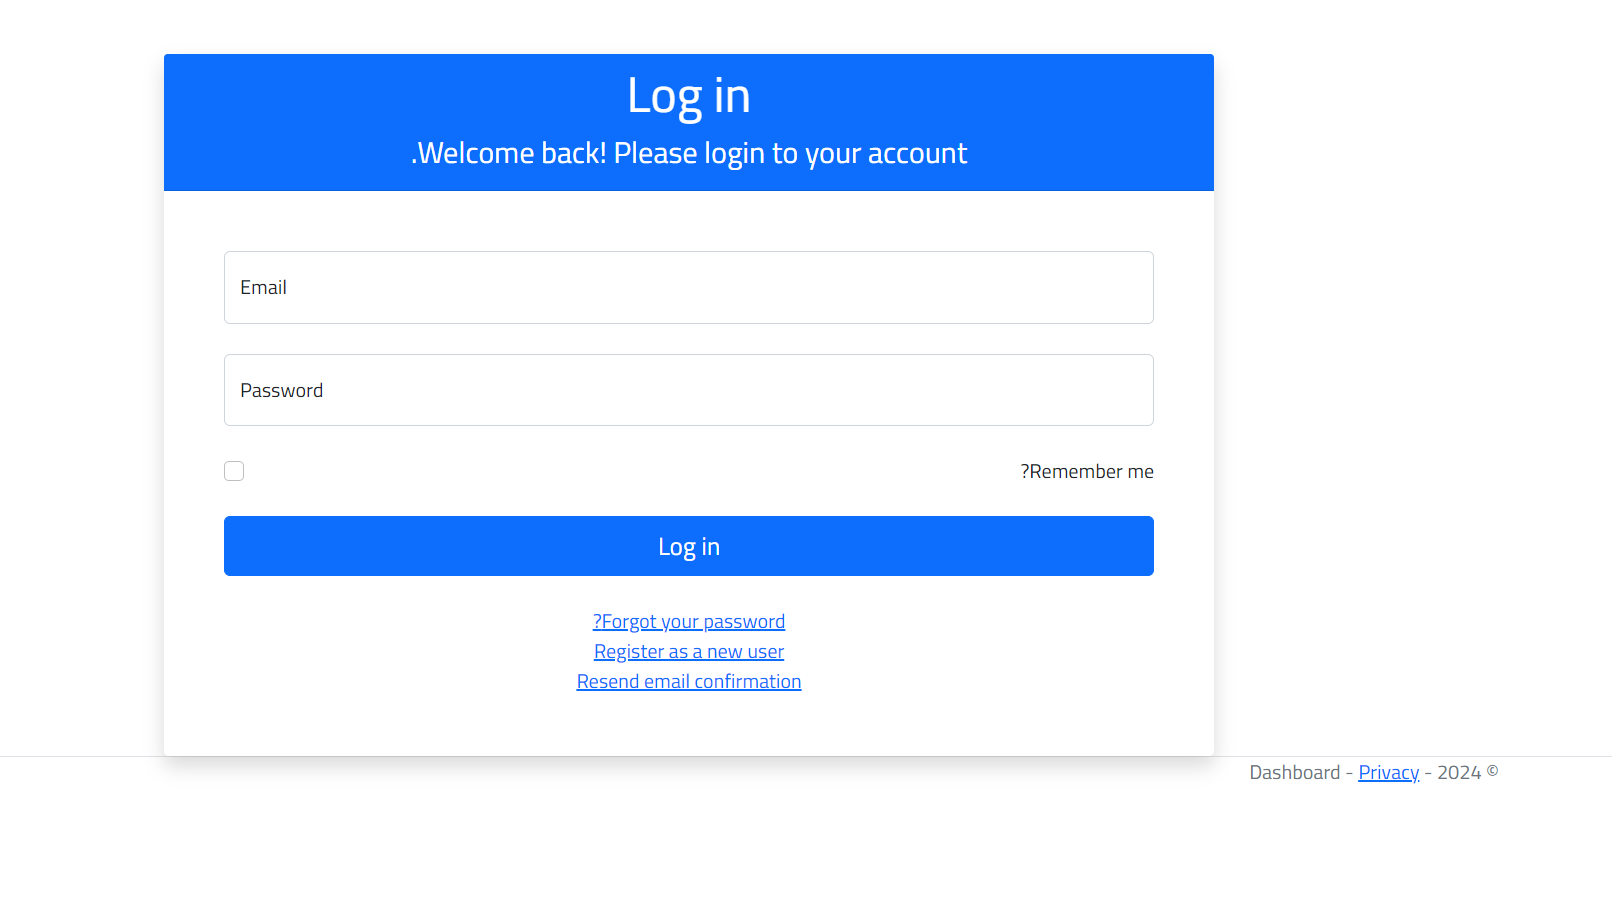 Log in
.Welcome back! Please login to your account
Email
Password
?Remember me
Log in
?Forgot your password
Register as a new user
Resend email confirmation
Dashboard - Privacy - 2024 ©